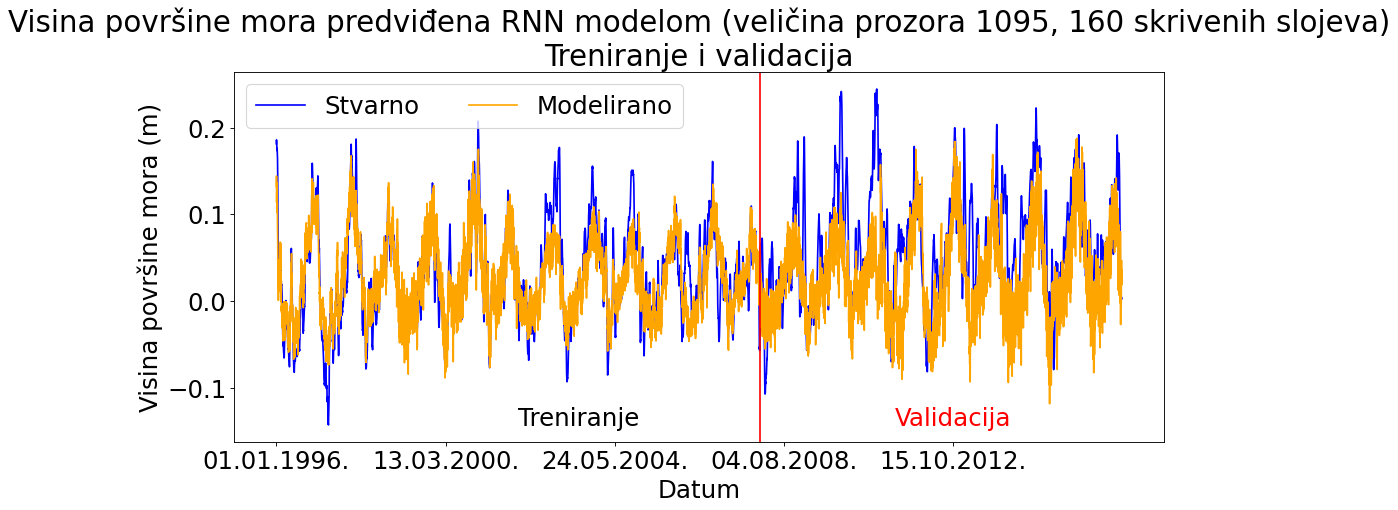 Visina površine mora predviđena RNN modelom (veličina prozora 1095, 160 skrivenih slojeva)
Treniranje i validacija
Stvarno Modelirano
Visina površine mora (m)
0.2
0.1
0.0
−0.1
Treniranje Validacija
01.01.1996. 13.03.2000. 24.05.2004. 04.08.2008. 15.10.2012.
Datum